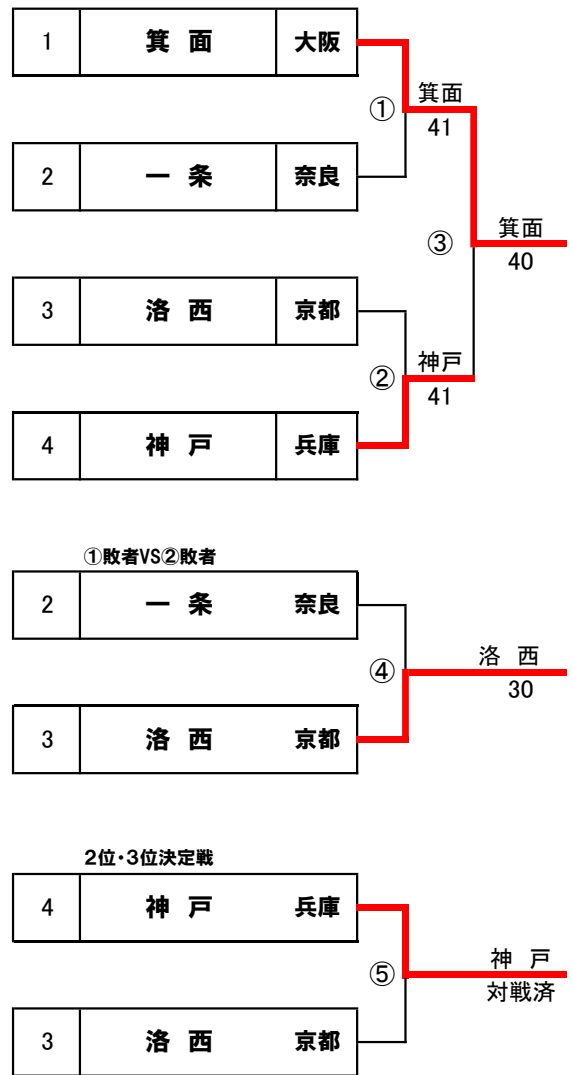 1 箕 面 大阪
① 箕面
41
2 一 条 奈良
③ 箕面
40
3 洛 西 京都
② 神戸
41
4 神 戸 兵庫
①敗者VS②敗者
2 一 条 奈良
④ 洛 西
30
3 洛 西 京都
2位・3位決定戦
4 神 戸 兵庫
⑤ 神 戸
対戦済
3 洛 西 京都